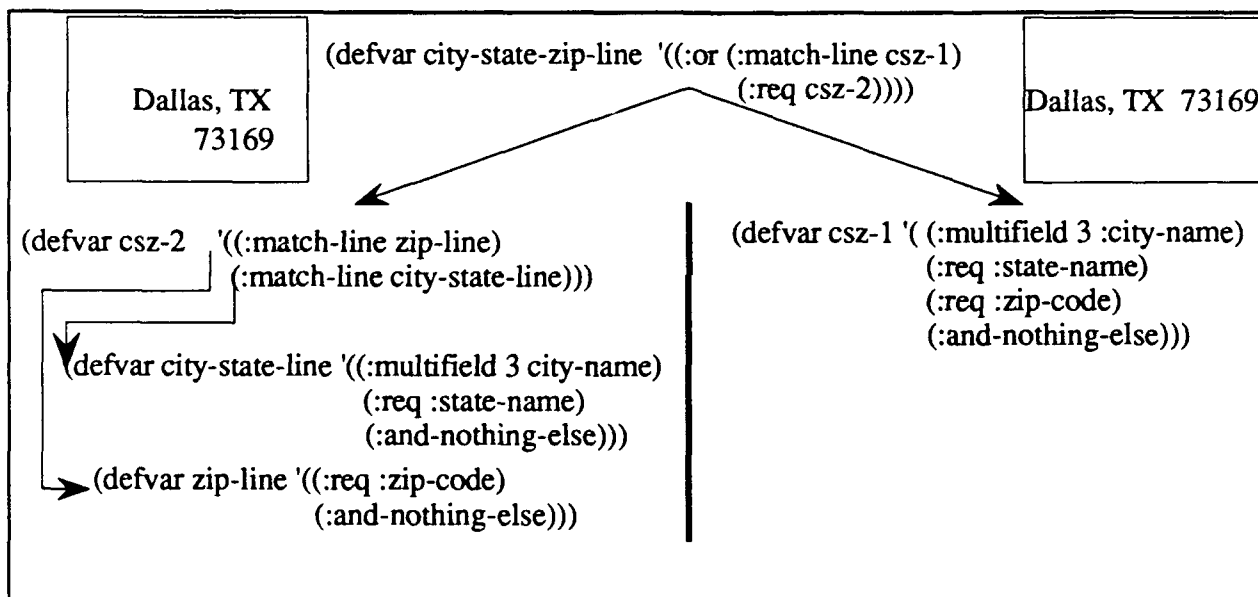 Dallas, TX
73169
(defvar city-state-zip-line '((:or (:match-line csz-1)
(:req csz-2))))
Dallas, TX 73169
(defvar csz-2 '((:match-line zip-line)
(:match-line city-state-line)))
(defvar city-state-line '((:multifield 3 city-name)
(:req :state-name)
(:and-nothing-else)))
(defvar zip-line '((:req :zip-code)
(:and-nothing-else)))
(defvar csz-1 '( (:multifield 3 :city-name)
(:req :state-name)
(:req :zip-code)
(:and-nothing-else)))